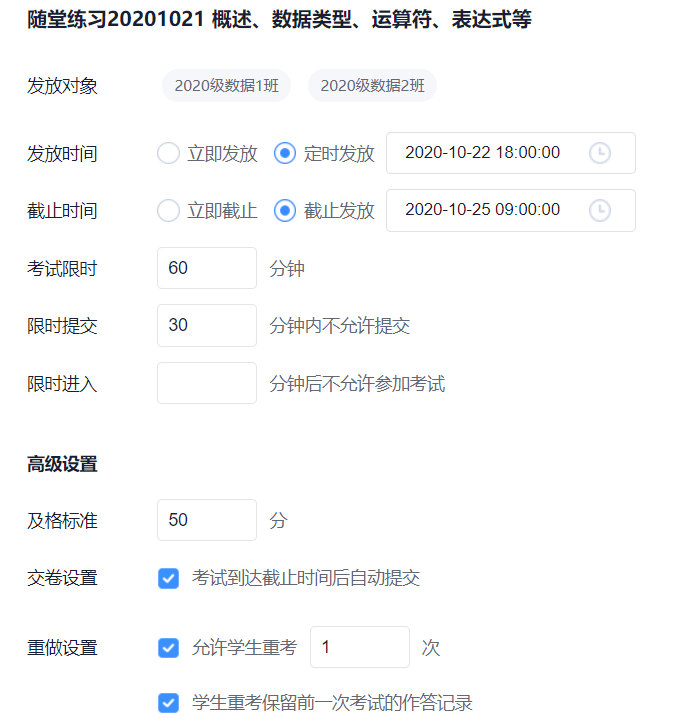 随堂练习20201021 概述、数据类型、运算符、表达式等
发放对象 2020级数据1班 2020级数据2班
发放时间 立即发放 定时发放 2020-10-22 18:00:00
截止时间 立即截止 截止发放 2020-10-25 09:00:00
考试限时 60 分钟
限时提交 30 分钟内不允许提交
限时进入 分钟后不允许参加考试
高级设置
及格标准 50 分
交卷设置 考试到达截止时间后自动提交
重做设置 允许学生重考 1 次
学生重考保留前一次考试的作答记录